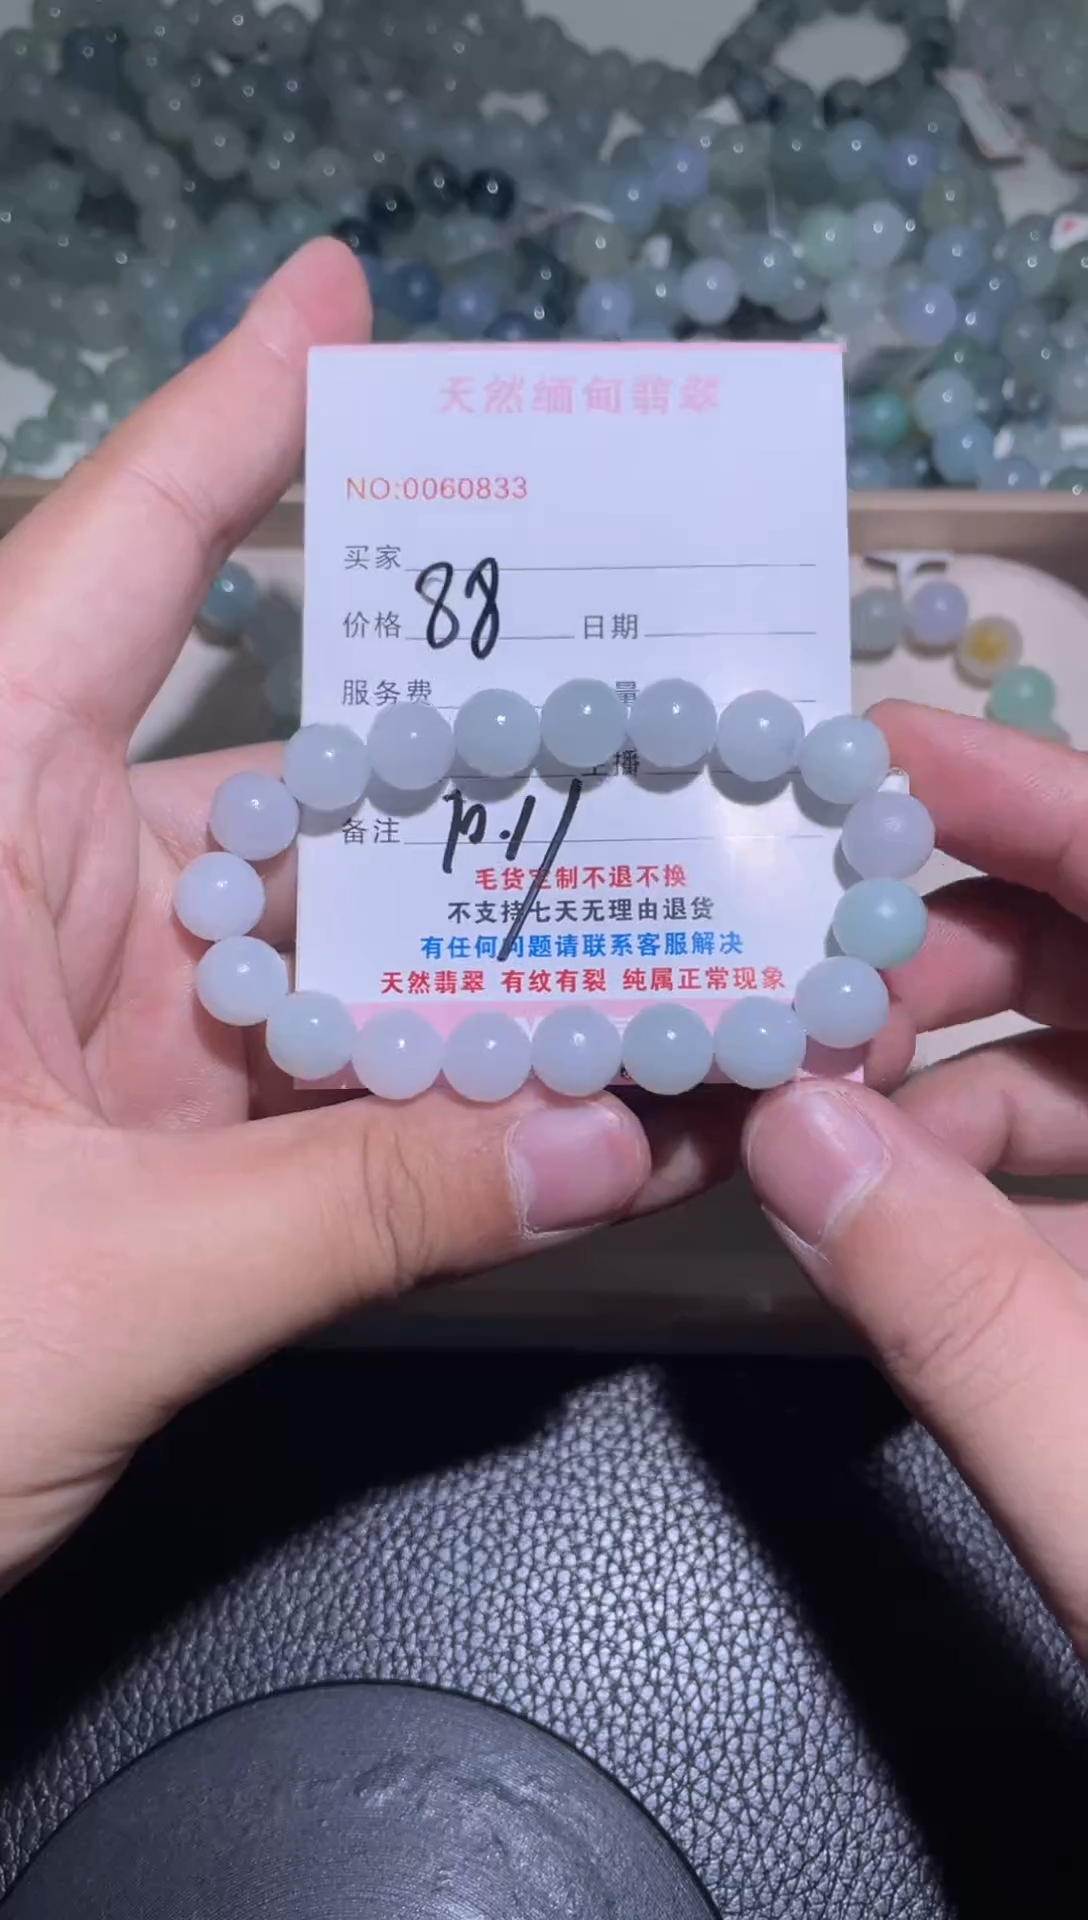 天然缅甸翡翠
NO:0060833
买家
价格 88 日期
服务费 量
播
备注
毛货定制不退不换
不支持七天无理由退货
有任何问题请联系客服解决
天然翡翠 有纹有裂 纯属正常现象